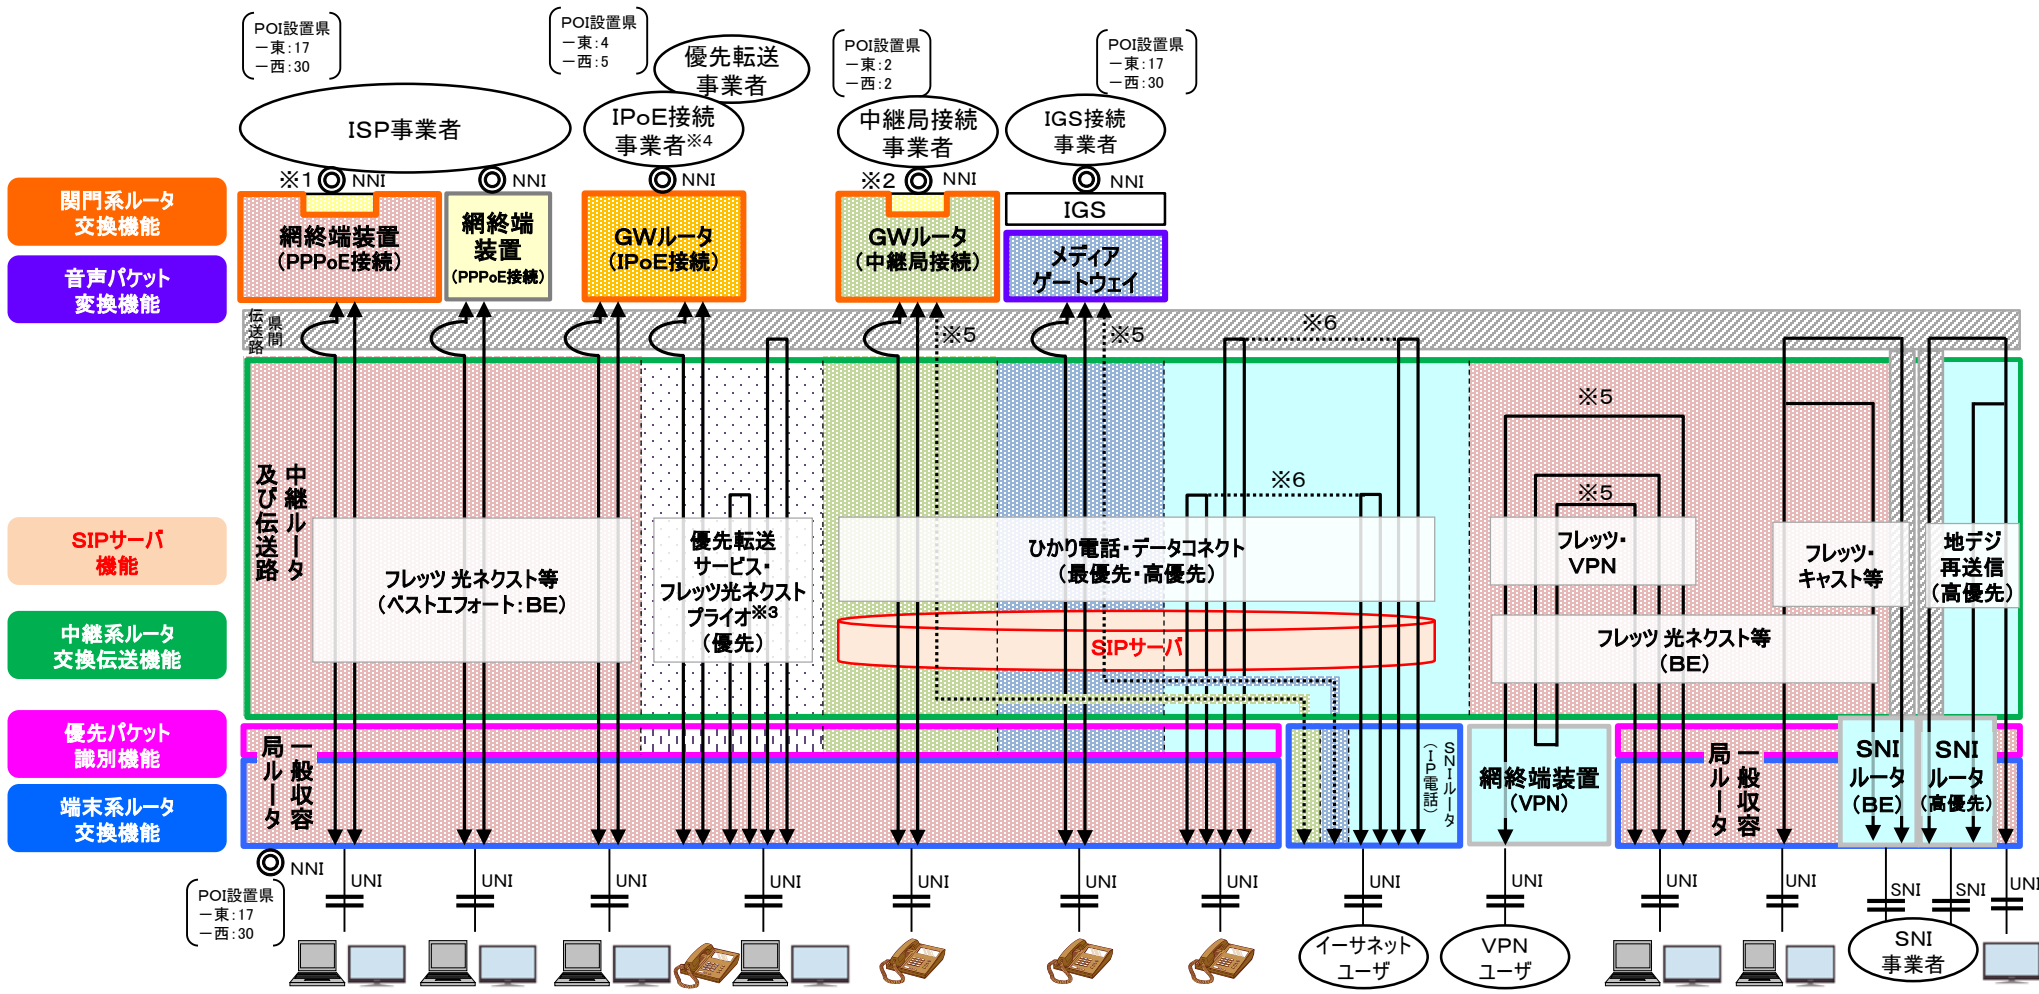 POI設置県
－東:17
－西:30
POI設置県
－東:4
－西:5
優先転送
事業者
POI設置県
－東:2
－西:2
POI設置県
－東:17
－西:30
ISP事業者
IPoE接続
事業者※4
中継局接続
事業者
IGS接続
事業者
※1
NNI
NNI
NNI
※2
NNI
NNI
関門系ルータ
交換機能
網終端装置
(PPPoE接続)
網終端
装置
(PPPoE接続)
GWルータ
(IPoE接続)
GWルータ
(中継局接続)
IGS
メディア
ゲートウェイ
音声パケット
変換機能
県間
伝送路
※5
※5
※6
※5
※6
※5
中継ルータ
及び伝送路
SIPサーバ
機能
フレッツ 光ネクスト等
(ベストエフォート:BE)
優先転送
サービス・
フレッツ光ネクスト
プライオ※3
(優先)
ひかり電話・データコネクト
(最優先・高優先)
フレッツ・
VPN
フレッツ・
キャスト等
地デジ
再送信
(高優先)
中継系ルータ
交換伝送機能
SIPサーバ
フレッツ 光ネクスト等
(BE)
優先パケット
識別機能
端末系ルータ
交換機能
一般収容
局ルータ
SNIルータ
(IP電話)
網終端装置
(VPN)
一般収容
局ルータ
SNI
ルータ
(BE)
SNI
ルータ
(高優先)
NNI
POI設置県
－東:17
－西:30
UNI
UNI
UNI
UNI
UNI
UNI
UNI
UNI
UNI
UNI
UNI
SNI
SNI
UNI
イーサネット
ユーザ
VPN
ユーザ
SNI
事業者